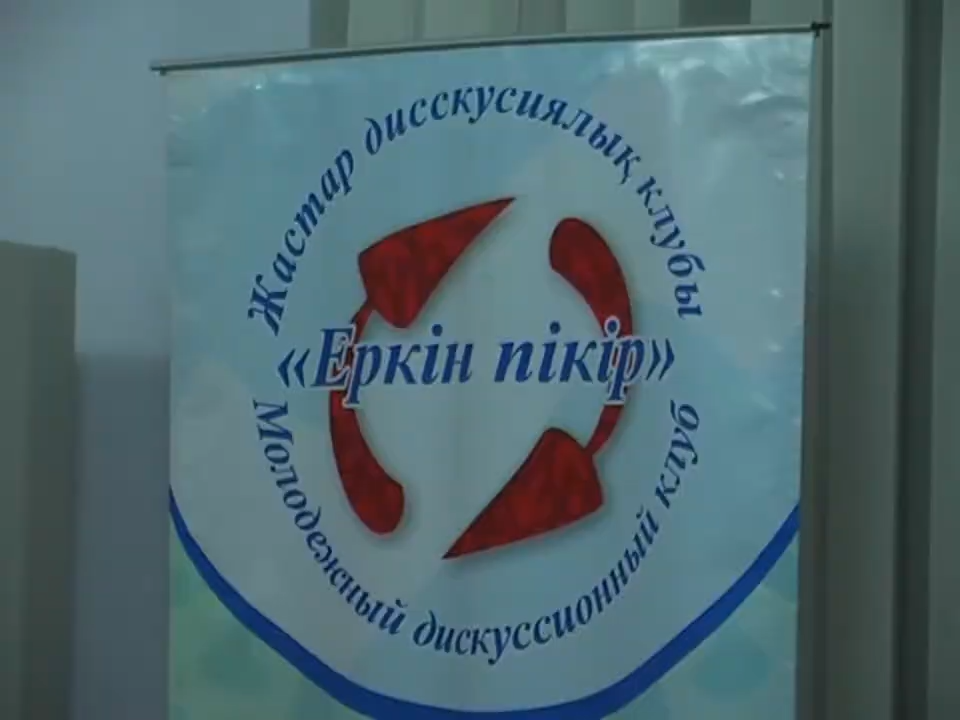 Жастар дисскусиялық клубы
«Еркін пікір»
Молодежный дискуссионный клуб